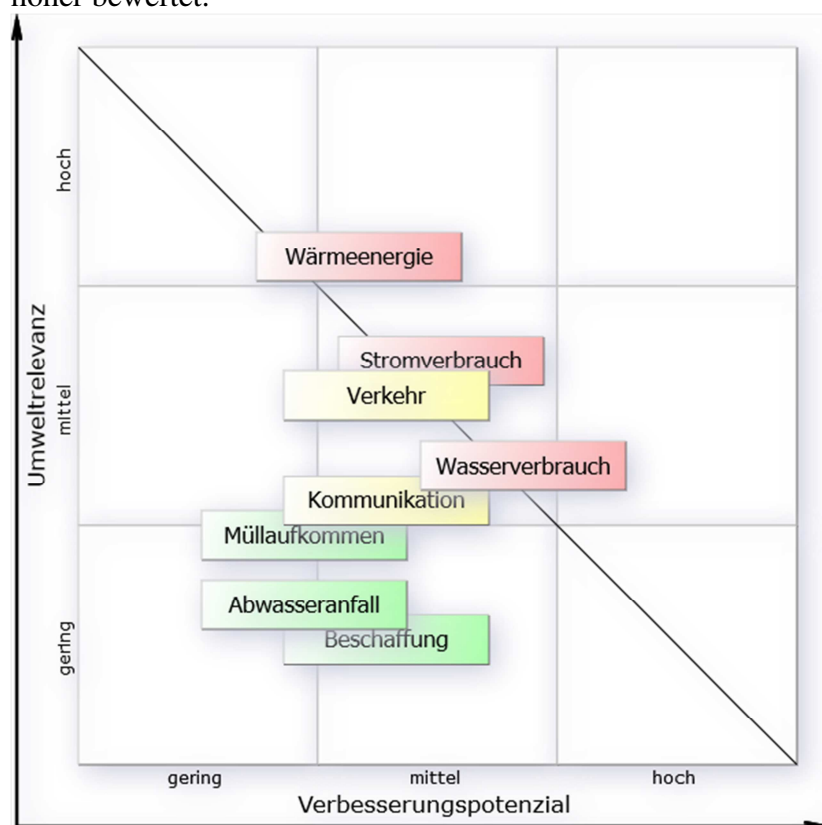 höher bewertet.
hoch
Wärmeenergie
Stromverbrauch
Verkehr
Umweltrelevanz
mittel
Wasserverbrauch
Kommunikation
Müllaufkommen
Abwasseranfall
Beschaffung
gering
gering
mittel
hoch
Verbesserungspotenzial